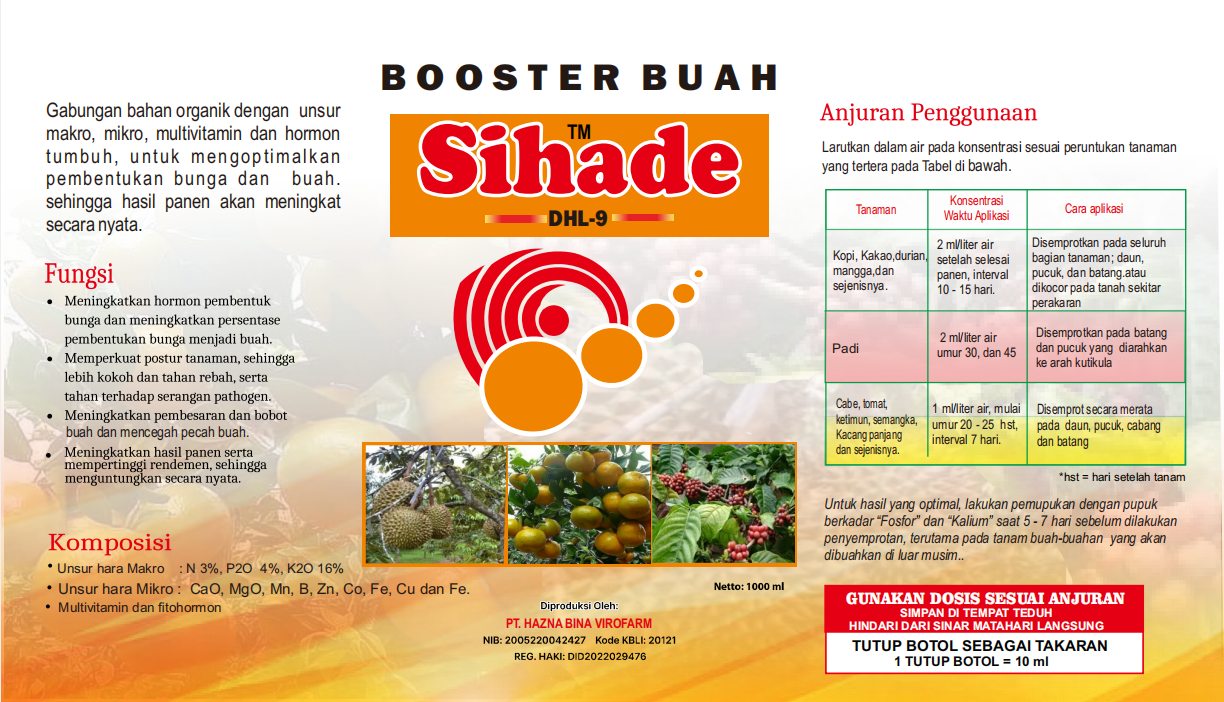 Gabungan bahan organik dengan unsur
makro, mikro, multivitamin dan hormon
tumbuh, untuk mengoptimalkan
pembentukan bunga dan buah.
sehingga hasil panen akan meningkat
secara nyata.
Fungsi
• Meningkatkan hormon pembentuk
bunga dan meningkatkan persentase
pembentukan bunga menjadi buah.
• Memperkuat postur tanaman, sehingga
lebih kokoh dan tahan rebah, serta
tahan terhadap serangan pathogen.
• Meningkatkan pembesaran dan bobot
buah dan mencegah pecah buah.
• Meningkatkan hasil panen serta
mempertinggi rendemen, sehingga
menguntungkan secara nyata.
Komposisi
• Unsur hara Makro : N 3%, P2O 4%, K2O 16%
• Unsur hara Mikro : CaO, MgO, Mn, B, Zn, Co, Fe, Cu dan Fe.
• Multivitamin dan fitohormon
BOOSTER BUAH
TM
Sihade
DHL-9
Netto: 1000 ml
Diproduksi Oleh:
PT. HAZNA BINA VIROFARM
NIB: 2005220042427 Kode KBLI: 20121
REG. HAKI: DID2022029476
Anjuran Penggunaan
Larutkan dalam air pada konsentrasi sesuai peruntukan tanaman
yang tertera pada Tabel di bawah.
Tanaman
Konsentrasi
Waktu Aplikasi
Cara aplikasi
Kopi, Kakao,durian,
mangga,dan
sejenisnya.
2 ml/liter air
setelah selesai
panen, interval
10 - 15 hari.
Disemprotkan pada seluruh
bagian tanaman; daun,
pucuk, dan batang.atau
dikocor pada tanah sekitar
perakaran
Padi
2 ml/liter air
umur 30, dan 45
Disemprotkan pada batang
dan pucuk yang diarahkan
ke arah kutikula
Cabe, tomat,
ketimun, semangka,
Kacang panjang
dan sejenisnya.
1 ml/liter air, mulai
umur 20 - 25 hst,
interval 7 hari.
Disemprot secara merata
pada daun, pucuk, cabang
dan batang
*hst = hari setelah tanam
Untuk hasil yang optimal, lakukan pemupukan dengan pupuk
berkadar “Fosfor” dan “Kalium” saat 5 - 7 hari sebelum dilakukan
penyemprotan, terutama pada tanam buah-buahan yang akan
dibuahkan di luar musim..
GUNAKAN DOSIS SESUAI ANJURAN
SIMPAN DI TEMPAT TEDUH
HINDARI DARI SINAR MATAHARI LANGSUNG
TUTUP BOTOL SEBAGAI TAKARAN
1 TUTUP BOTOL = 10 ml